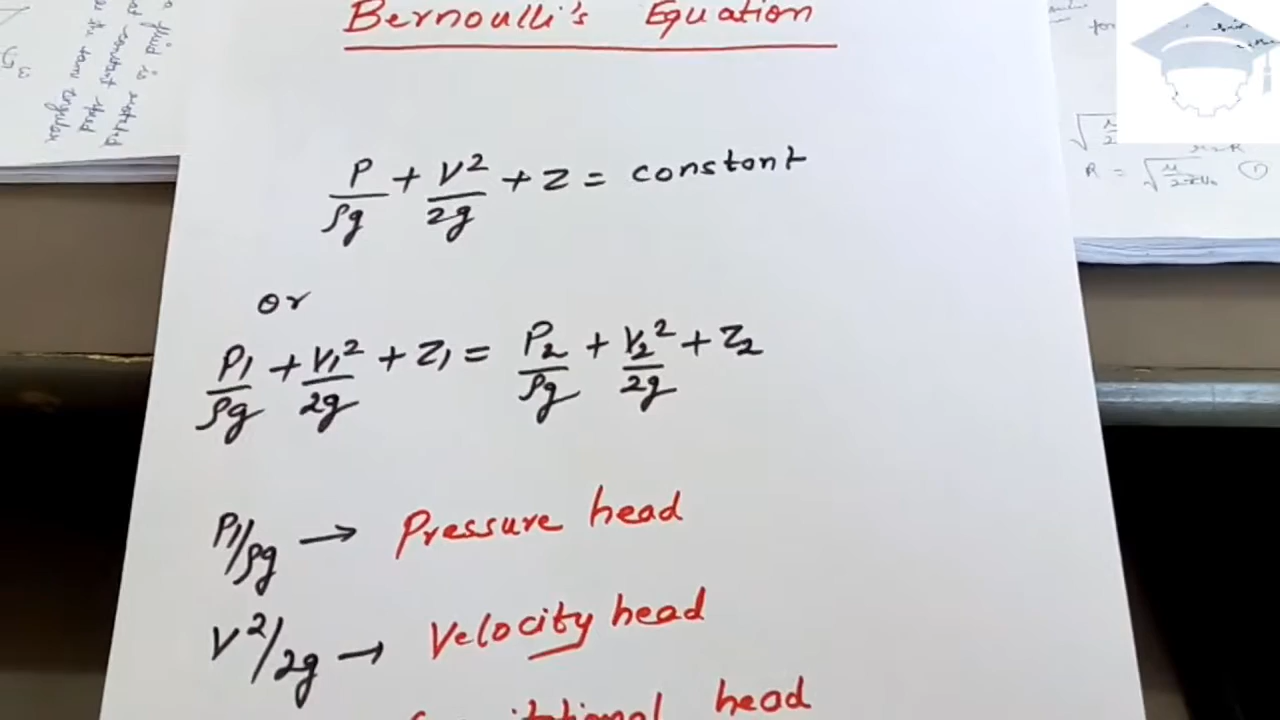 Bernoulli's Equation
P/ρg + V²/2g + Z = constant
or
P₁/ρg + V₁²/2g + Z₁ = P₂/ρg + V₂²/2g + Z₂
P₁/ρg → Pressure head
V²/2g → Velocity head
head